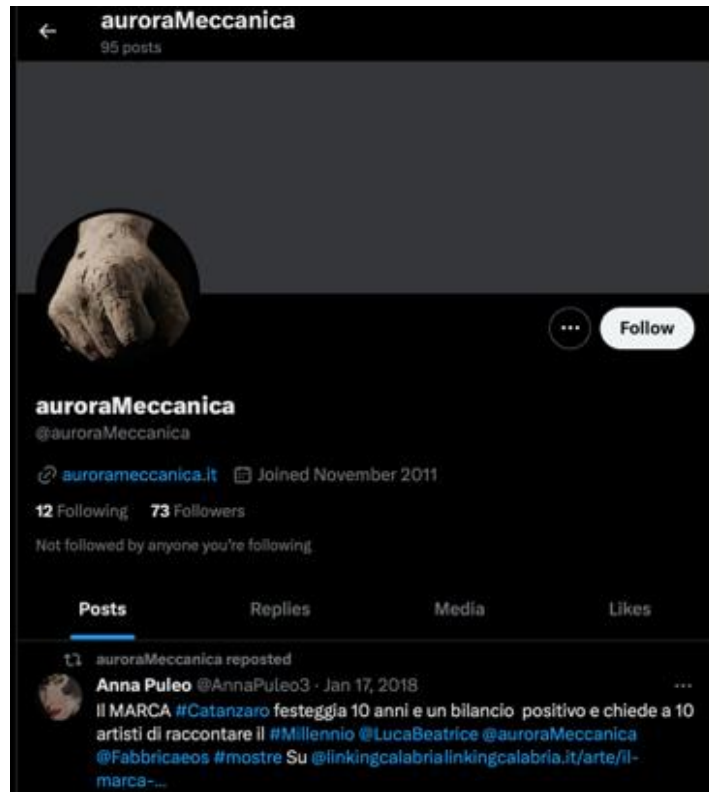 auroraMeccanica
95 posts
Follow
auroraMeccanica
@auroraMeccanica
aurorameccanica.it Joined November 2011
12 Following 73 Followers
Not followed by anyone you're following
Posts Replies Media Likes
auroraMeccanica reposted
Anna Puleo @AnnaPuleo3 · Jan 17, 2018
Il MARCA #Catanzaro festeggia 10 anni e un bilancio positivo e chiede a 10
artisti di raccontare il #Millennio @LucaBeatrice @auroraMeccanica
@Fabbricaeos #mostre Su @linkingcalabria linkingcalabria.it/arte/il-
marca-...